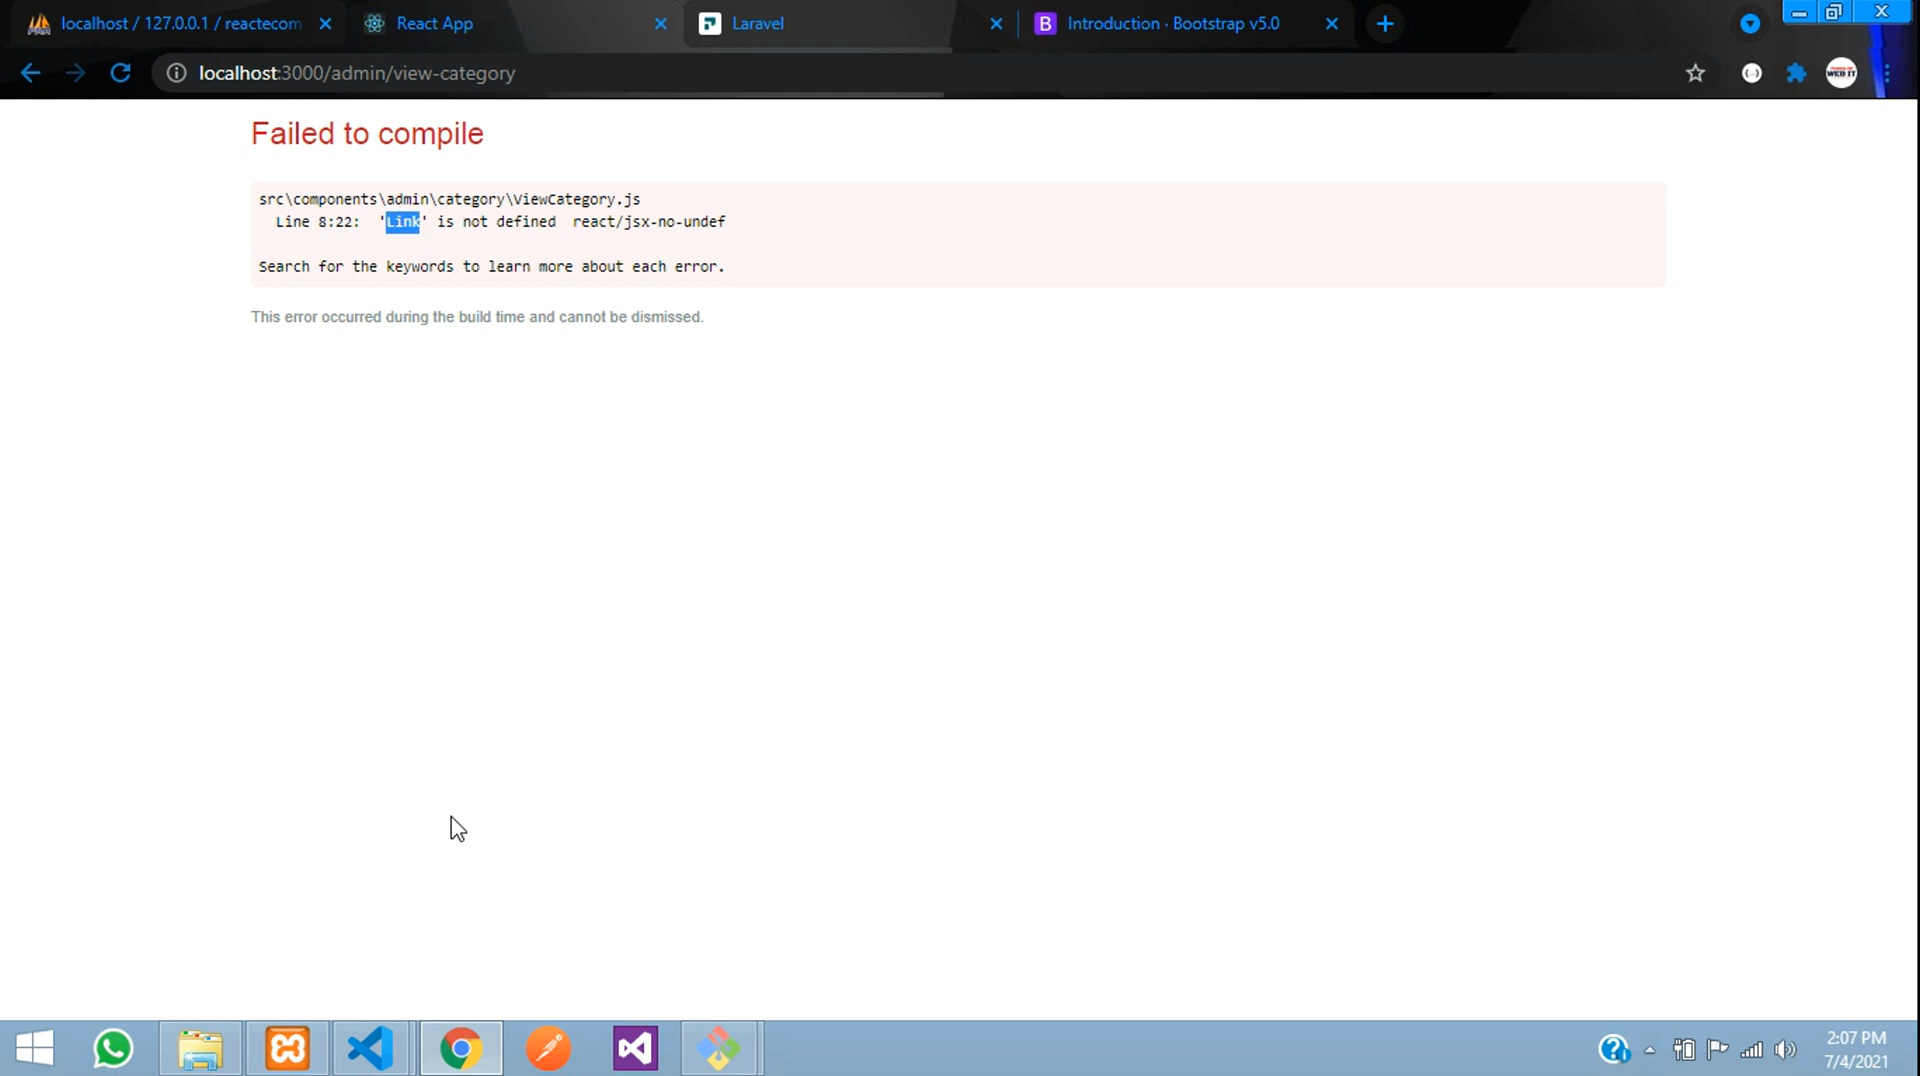 localhost / 127.0.0.1 / reactecom
React App
Laravel
B
Introduction · Bootstrap v5.0
localhost:3000/admin/view-category
WEB IT
Failed to compile
src\components\admin\category\ViewCategory.js
Line 8:22: 'Link' is not defined react/jsx-no-undef
Search for the keywords to learn more about each error.
This error occurred during the build time and cannot be dismissed.
2:07 PM
7/4/2021